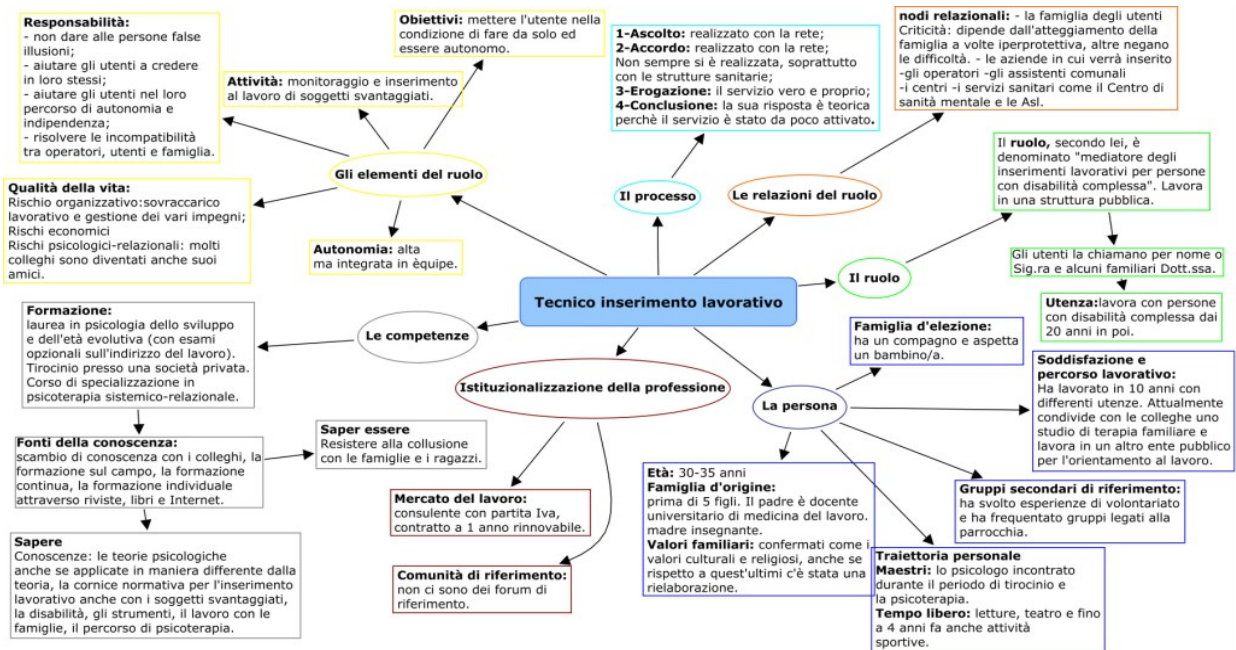 Responsabilità:
- non dare alle persone false
illusioni;
- aiutare gli utenti a credere
in loro stessi;
- aiutare gli utenti nel loro
percorso di autonomia e
indipendenza;
- risolvere le incompatibilità
tra operatori, utenti e famiglia.
Obiettivi: mettere l'utente nella
condizione di fare da solo ed
essere autonomo.
Attività: monitoraggio e inserimento
al lavoro di soggetti svantaggiati.
Gli elementi del ruolo
Qualità della vita:
Rischio organizzativo:sovraccarico
lavorativo e gestione dei vari impegni;
Rischi economici
Rischi psicologici-relazionali: molti
colleghi sono diventati anche suoi
amici.
Autonomia: alta
ma integrata in èquipe.
1-Ascolto: realizzato con la rete;
2-Accordo: realizzato con la rete;
Non sempre si è realizzata, soprattutto
con le strutture sanitarie;
3-Erogazione: il servizio vero e proprio;
4-Conclusione: la sua risposta è teorica
perchè il servizio è stato da poco attivato.
Il processo
nodi relazionali: - la famiglia degli utenti
Criticità: dipende dall'atteggiamento della
famiglia a volte iperprotettiva, altre negano
le difficoltà. - le aziende in cui verrà inserito
-gli operatori -gli assistenti comunali
-i centri -i servizi sanitari come il Centro di
sanità mentale e le Asl.
Le relazioni del ruolo
Il ruolo, secondo lei, è
denominato "mediatore degli
inserimenti lavorativi per persone
con disabilità complessa". Lavora
in una struttura pubblica.
Il ruolo
Gli utenti la chiamano per nome o
Sig.ra e alcuni familiari Dott.ssa.
Utenza:lavora con persone
con disabilità complessa dai
20 anni in poi.
Tecnico inserimento lavorativo
Le competenze
Formazione:
laurea in psicologia dello sviluppo
e dell'età evolutiva (con esami
opzionali sull'indirizzo del lavoro).
Tirocinio presso una società privata.
Corso di specializzazione in
psicoterapia sistemico-relazionale.
Fonti della conoscenza:
scambio di conoscenza con i colleghi, la
formazione sul campo, la formazione
continua, la formazione individuale
attraverso riviste, libri e Internet.
Saper essere
Resistere alla collusione
con le famiglie e i ragazzi.
Sapere
Conoscenze: le teorie psicologiche
anche se applicate in maniera differente dalla
teoria, la cornice normativa per l'inserimento
lavorativo anche con i soggetti svantaggiati,
la disabilità, gli strumenti, il lavoro con le
famiglie, il percorso di psicoterapia.
Istituzionalizzazione della professione
Mercato del lavoro:
consulente con partita Iva,
contratto a 1 anno rinnovabile.
Comunità di riferimento:
non ci sono dei forum di
riferimento.
La persona
Famiglia d'elezione:
ha un compagno e aspetta
un bambino/a.
Soddisfazione e
percorso lavorativo:
Ha lavorato in 10 anni con
differenti utenze. Attualmente
condivide con le colleghe uno
studio di terapia familiare e
lavora in un altro ente pubblico
per l'orientamento al lavoro.
Gruppi secondari di riferimento:
ha svolto esperienze di volontariato
e ha frequentato gruppi legati alla
parrocchia.
Età: 30-35 anni
Famiglia d'origine:
prima di 5 figli. Il padre è docente
universitario di medicina del lavoro.
madre insegnante.
Valori familiari: confermati come i
valori culturali e religiosi, anche se
rispetto a quest'ultimi c'è stata una
rielaborazione.
Traiettoria personale
Maestri: lo psicologo incontrato
durante il periodo di tirocinio e
la psicoterapia.
Tempo libero: letture, teatro e fino
a 4 anni fa anche attività
sportive.